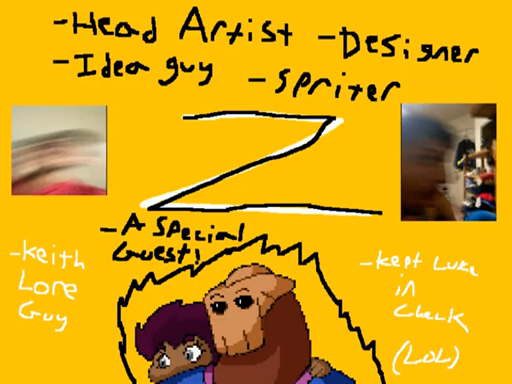 -Head Artist -Designer
-Idea guy -Spriter
Z
-A Special
Guest!
-Keith
Lore
Guy
-Kept Luke
in
Check
(LOL)